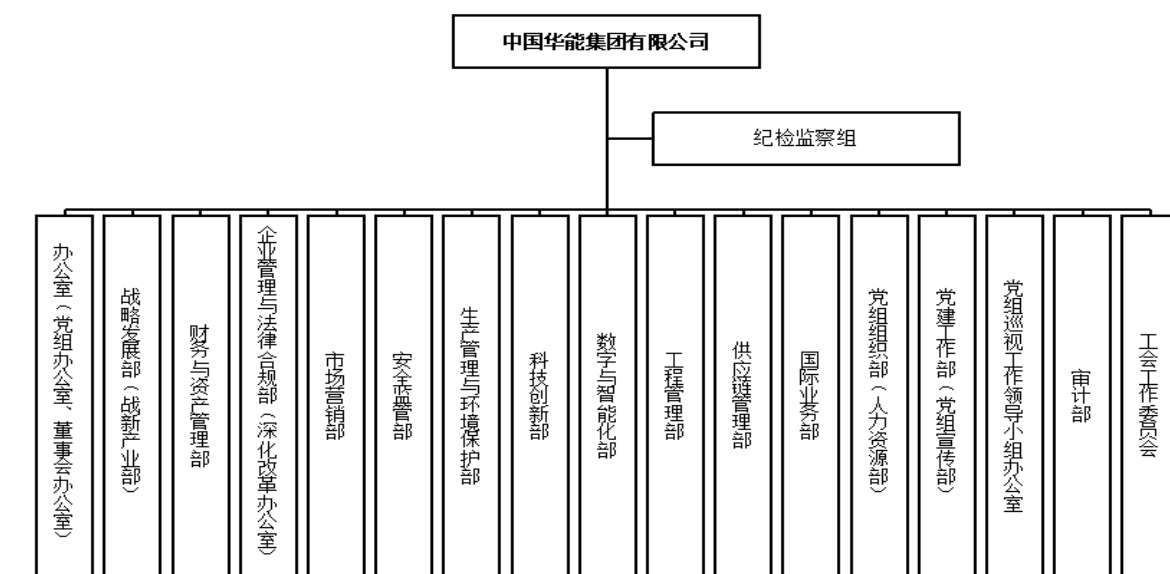 中国华能集团有限公司
纪检监察组
办公室（党组办公室、董事会办公室）
战略发展部（战新产业部）
财务与资产管理部
企业管理与法律合规部（深化改革办公室）
市场营销部
安全监管部
生产管理与环境保护部
科技创新部
数字与智能化部
工程管理部
供应链管理部
国际业务部
党组组织部（人力资源部）
党建工作部（党组宣传部）
党组巡视工作领导小组办公室
审计部
工会工作委员会